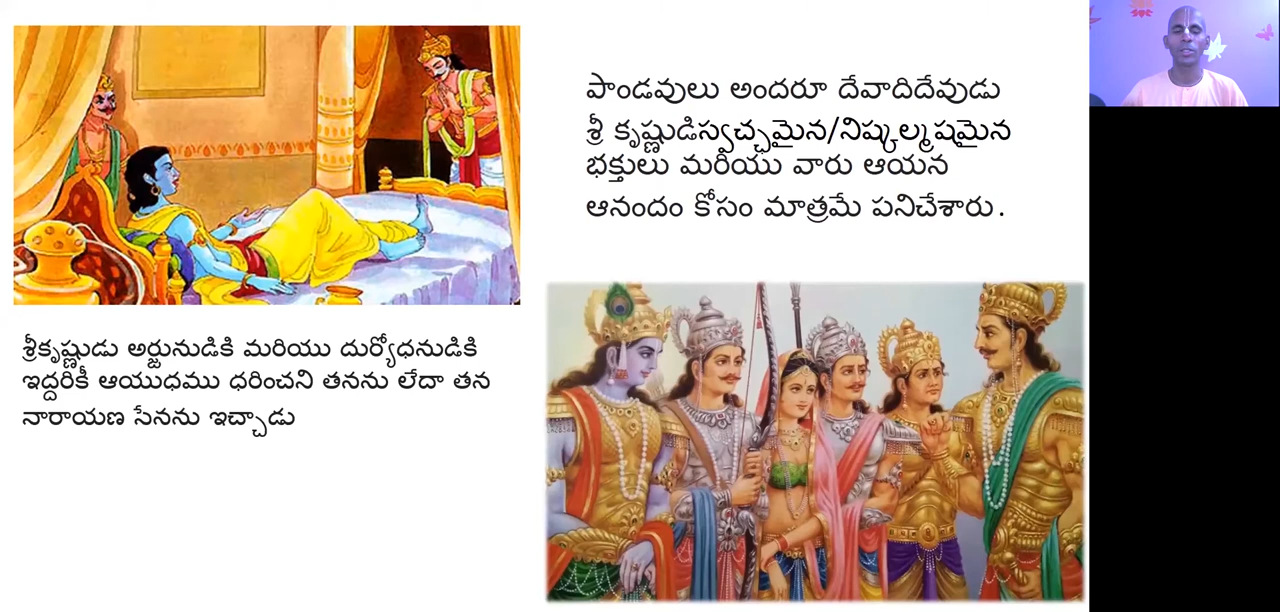 పాండవులు అందరూ దేవాదిదేవుడు
శ్రీ కృష్ణుడిస్వచ్చమైన/నిష్కల్మషమైన
భక్తులు మరియు వారు ఆయన
ఆనందం కోసం మాత్రమే పనిచేశారు.
శ్రీకృష్ణుడు అర్జునుడికి మరియు దుర్యోధనుడికి
ఇద్దరికీ ఆయుధము ధరించని తనను లేదా తన
నారాయణ సేనను ఇచ్చాడు